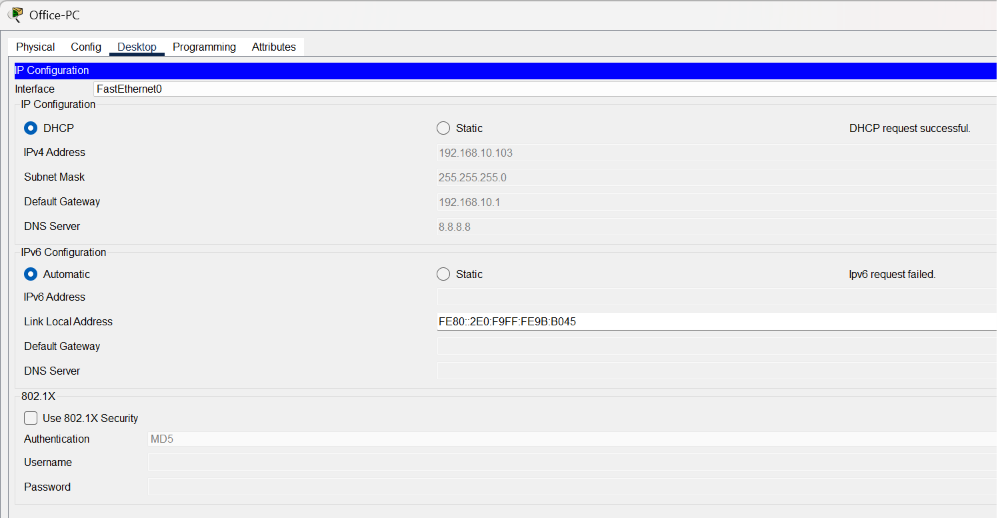 Office-PC
Physical Config Desktop Programming Attributes
IP Configuration
Interface FastEthernet0
IP Configuration
DHCP Static DHCP request successful.
IPv4 Address 192.168.10.103
Subnet Mask 255.255.255.0
Default Gateway 192.168.10.1
DNS Server 8.8.8.8
IPv6 Configuration
Automatic Static Ipv6 request failed.
IPv6 Address
Link Local Address FE80::2E0:F9FF:FE9B:B045
Default Gateway
DNS Server
802.1X
Use 802.1X Security
Authentication MD5
Username
Password